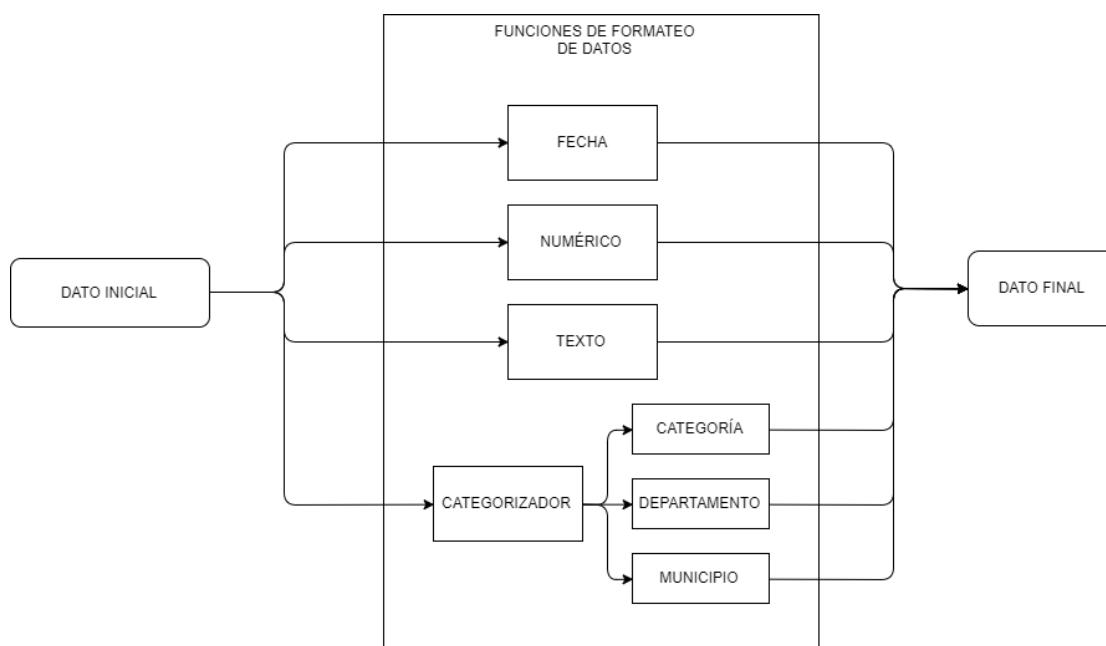 FUNCIONES DE FORMATEO
DE DATOS
FECHA
NUMÉRICO
DATO INICIAL
DATO FINAL
TEXTO
CATEGORÍA
CATEGORIZADOR
DEPARTAMENTO
MUNICIPIO